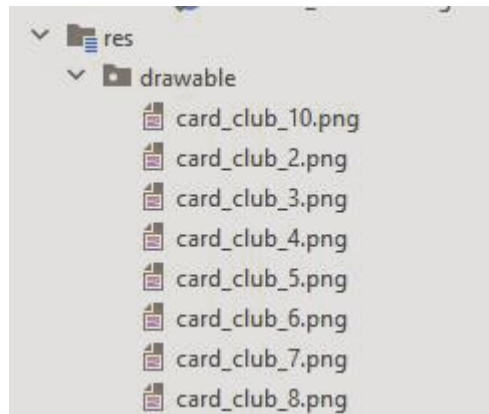 res
drawable
card_club_10.png
card_club_2.png
card_club_3.png
card_club_4.png
card_club_5.png
card_club_6.png
card_club_7.png
card_club_8.png